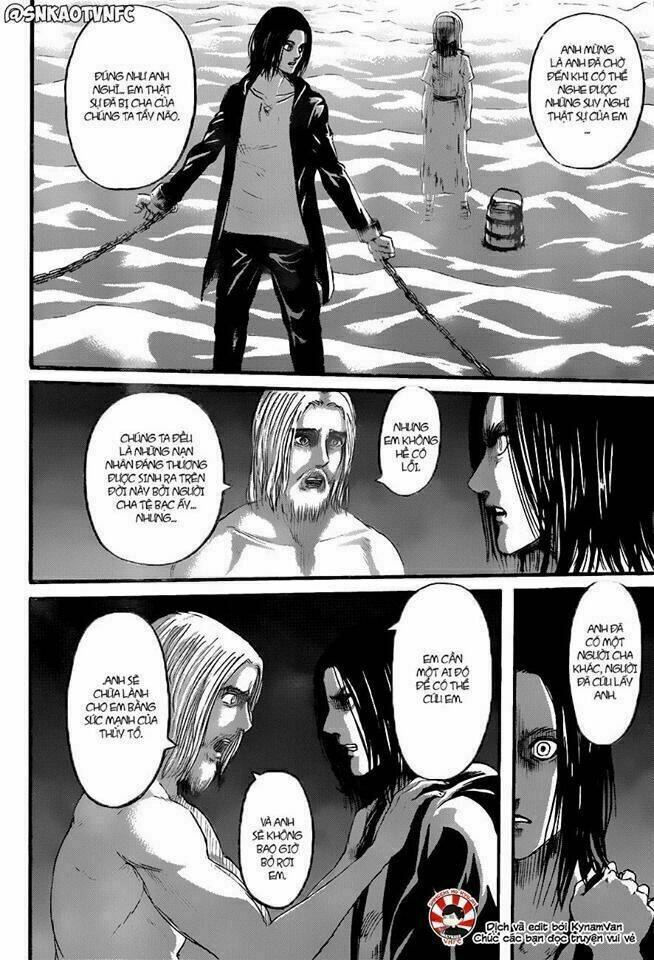 @SNKAOTVNFC
ANH MỪNG
LÀ ANH ĐÃ CHỜ
ĐẾN KHI CÓ THỂ
NGHE ĐƯỢC
NHỮNG SUY NGHĨ
THẬT SỰ CỦA EM
...
ĐÚNG NHƯ ANH
NGHĨ... EM THẬT
SỰ ĐÃ BỊ CHA CỦA
CHÚNG TA TẨY NÃO.
NHƯNG
EM KHÔNG
HỀ CÓ
LỖI.
CHÚNG TA ĐỀU
LÀ NHỮNG NẠN
NHÂN ĐÁNG THƯƠNG
ĐƯỢC SINH RA TRÊN
ĐỜI NÀY BỞI NGƯỜI
CHA TỆ BẠC ẤY...
NHƯNG...
ANH ĐÃ
CÓ MỘT
NGƯỜI CHA
KHÁC, NGƯỜI
ĐÃ CỨU LẤY
ANH.
EM CẦN
MỘT AI ĐÓ
ĐỂ CÓ THỂ
CỨU EM.
ANH SẼ
CHỮA LÀNH
CHO EM BẰNG
SỨC MẠNH CỦA
THỦY TỔ.
VÀ ANH
SẼ KHÔNG
BAO GIỜ
BỎ RƠI
EM.
VNFC
Dịch và edit bởi KynamVan
Chúc các bạn đọc truyện vui vẻ